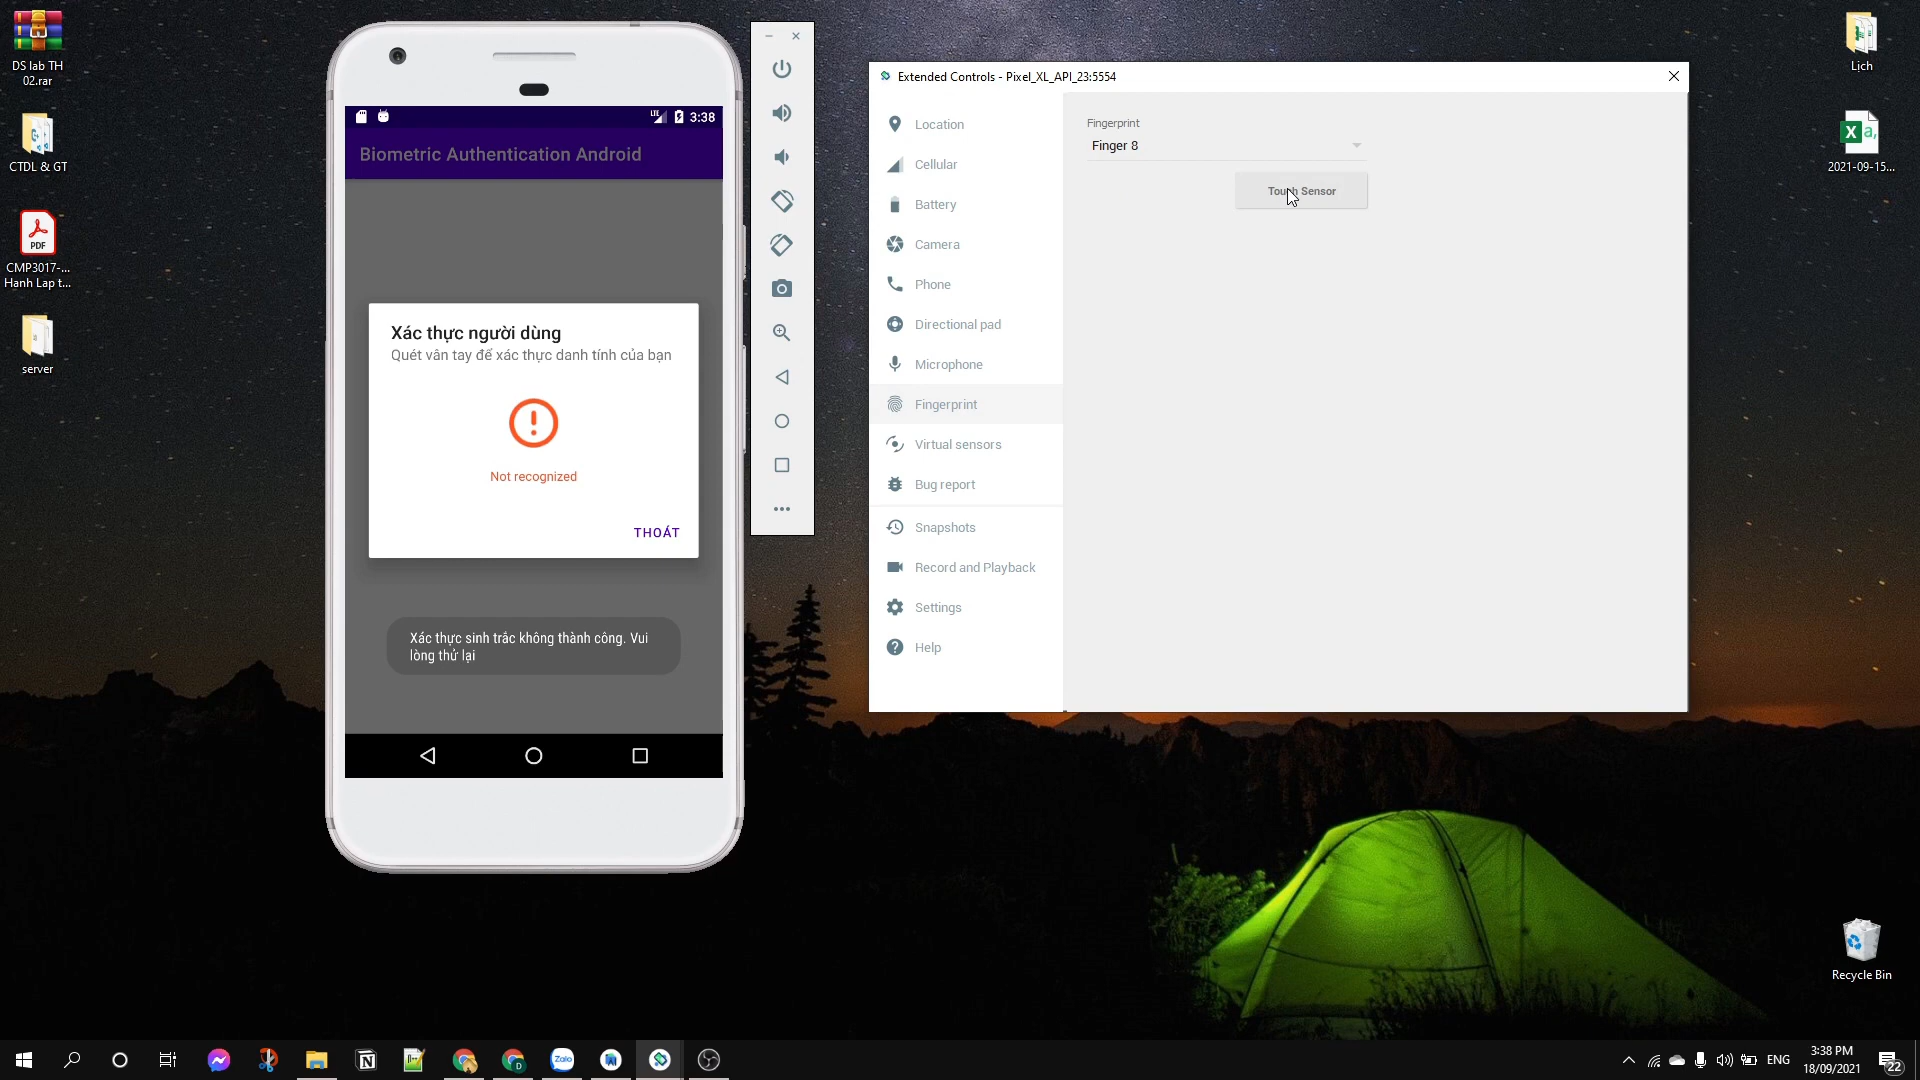 DS lab TH
02.rar
CTDL & GT
PDF
CMP3017-...
Hanh Lap t...
server
LTE
3:38
Biometric Authentication Android
Xác thực người dùng
Quét vân tay để xác thực danh tính của bạn
Not recognized
THOÁT
Xác thực sinh trắc không thành công. Vui
lòng thử lại
Extended Controls - Pixel_XL_API_23:5554
Location
Cellular
Battery
Camera
Phone
Directional pad
Microphone
Fingerprint
Virtual sensors
Bug report
Snapshots
Record and Playback
Settings
Help
Fingerprint
Finger 8
Touch Sensor
Lịch
X a,
2021-09-15...
Recycle Bin
Zalo
D
ENG
3:38 PM
18/09/2021
22